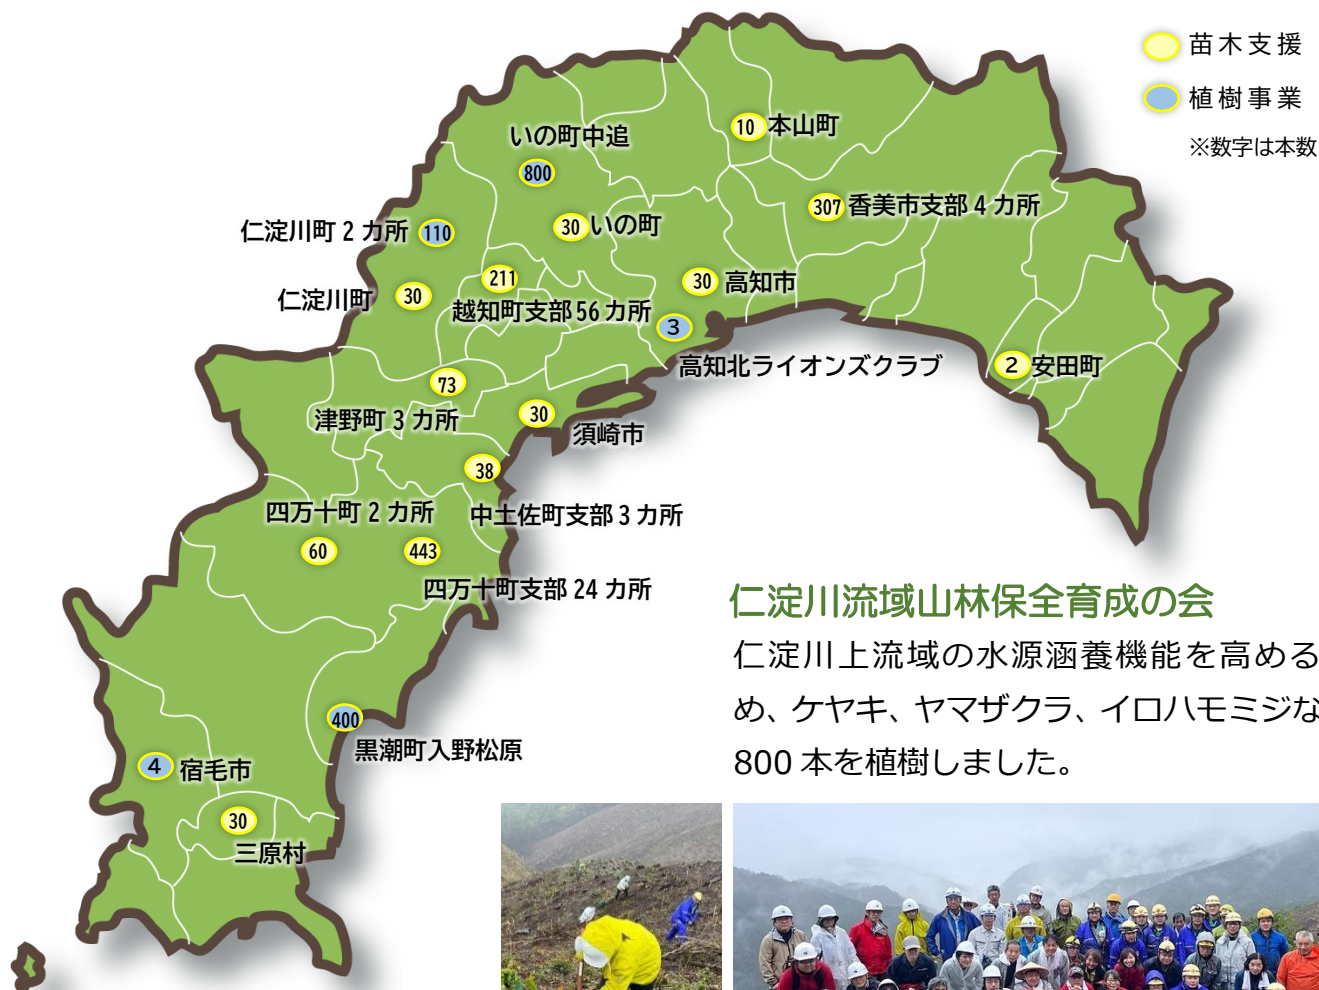 苗木支援
植樹事業
※数字は本数
10 本山町
いの町中追
800
307 香美市支部 4 カ所
30 いの町
仁淀川町 2 カ所 110
211
越知町支部 56 カ所
30 高知市
仁淀川町 30
3
高知北ライオンズクラブ
2 安田町
73
津野町 3 カ所
30
須崎市
38
中土佐町支部 3 カ所
四万十町 2 カ所
60
443
四万十町支部 24 カ所
仁淀川流域山林保全育成の会
仁淀川上流域の水源涵養機能を高める
め、ケヤキ、ヤマザクラ、イロハモミジな
800 本を植樹しました。
400
黒潮町入野松原
4 宿毛市
30
三原村